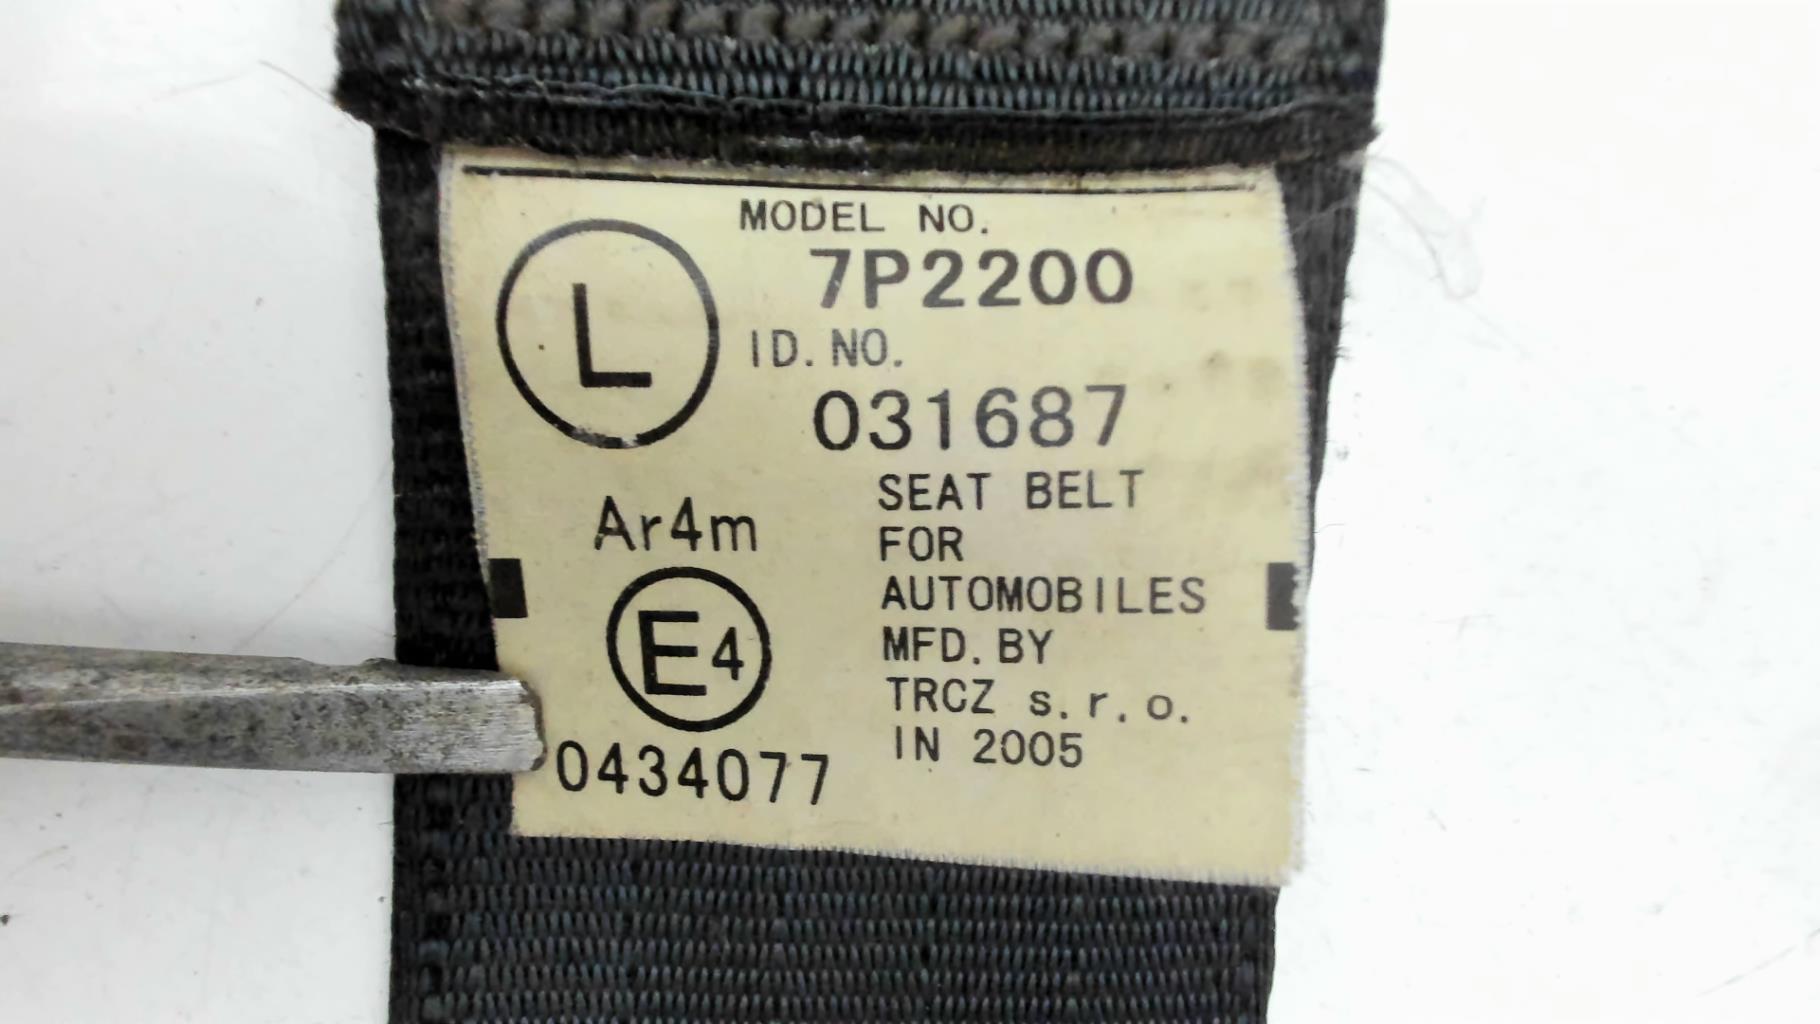 MODEL NO.
7P2200
L
ID. NO.
031687
Ar4m
E4
0434077
SEAT BELT
FOR
AUTOMOBILES
MFD. BY
TRCZ s.r.o.
IN 2005